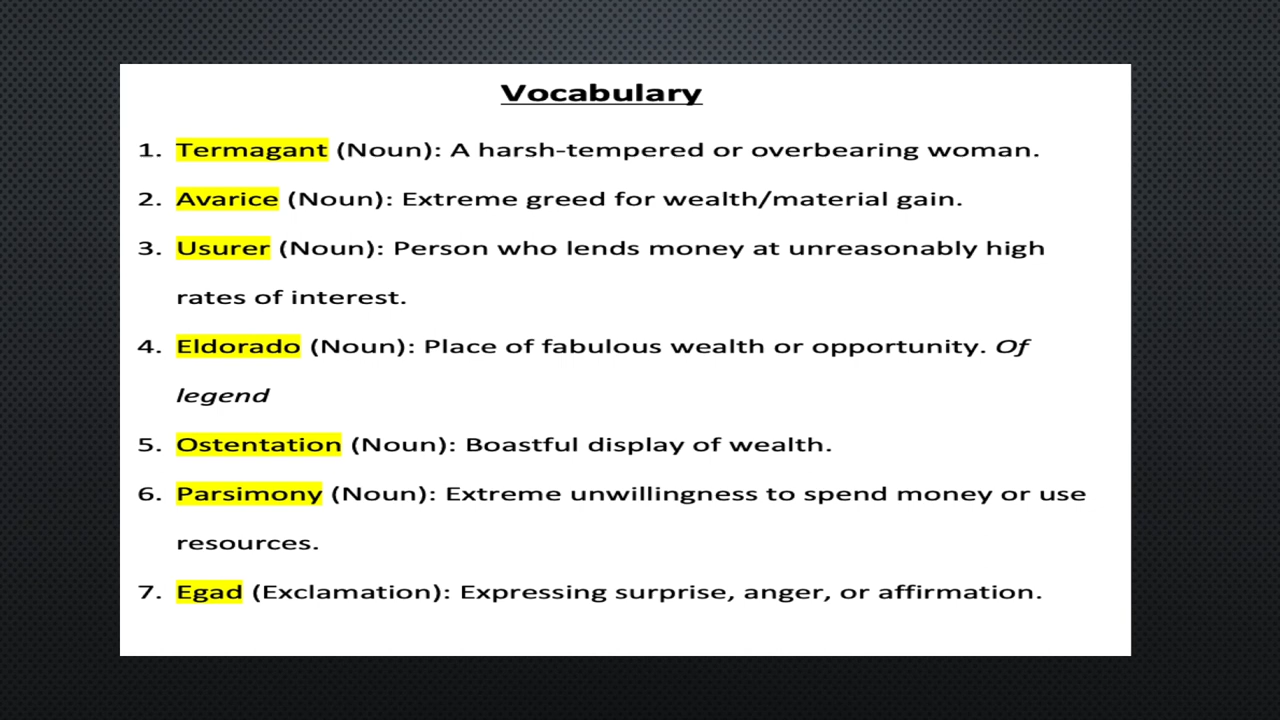 Vocabulary
1. Termagant (Noun): A harsh-tempered or overbearing woman.
2. Avarice (Noun): Extreme greed for wealth/material gain.
3. Usurer (Noun): Person who lends money at unreasonably high
rates of interest.
4. Eldorado (Noun): Place of fabulous wealth or opportunity. Of
legend
5. Ostentation (Noun): Boastful display of wealth.
6. Parsimony (Noun): Extreme unwillingness to spend money or use
resources.
7. Egad (Exclamation): Expressing surprise, anger, or affirmation.